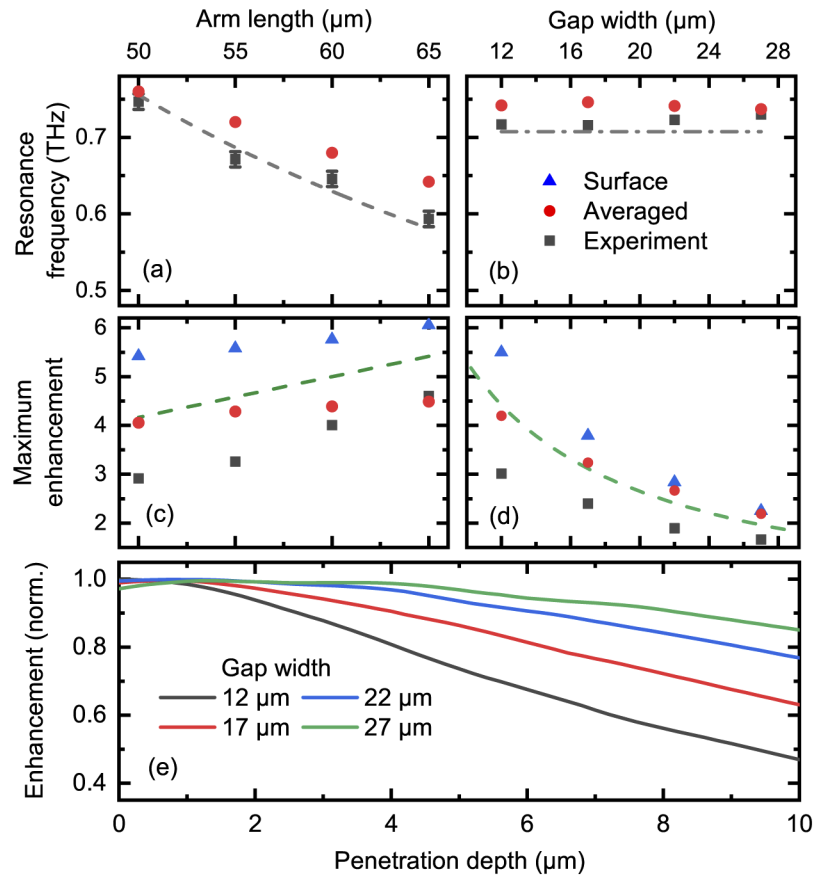 Arm length (μm)
50 55 60 65
Gap width (μm)
12 16 20 24 28
Resonance
frequency (THz)
0.7
0.6
0.5
(a)
Surface
Averaged
Experiment
(b)
Maximum
enhancement
6
5
4
3
2
(c)
(d)
Enhancement (norm.)
1.0
0.8
0.6
0.4
Gap width
12 μm 22 μm
17 μm 27 μm
(e)
0 2 4 6 8 10
Penetration depth (μm)